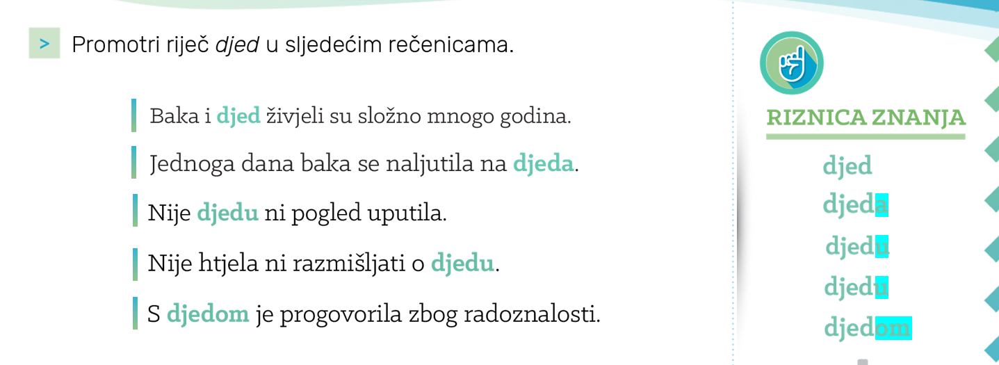 > Promotri riječ djed u sljedećim rečenicama.
Baka i djed živjeli su složno mnogo godina.
Jednoga dana baka se naljutila na djeda.
Nije djedu ni pogled uputila.
Nije htjela ni razmišljati o djedu.
S djedom je progovorila zbog radoznalosti.
RIZNICA ZNANJA
djed
djeda
djedu
djedu
djedom